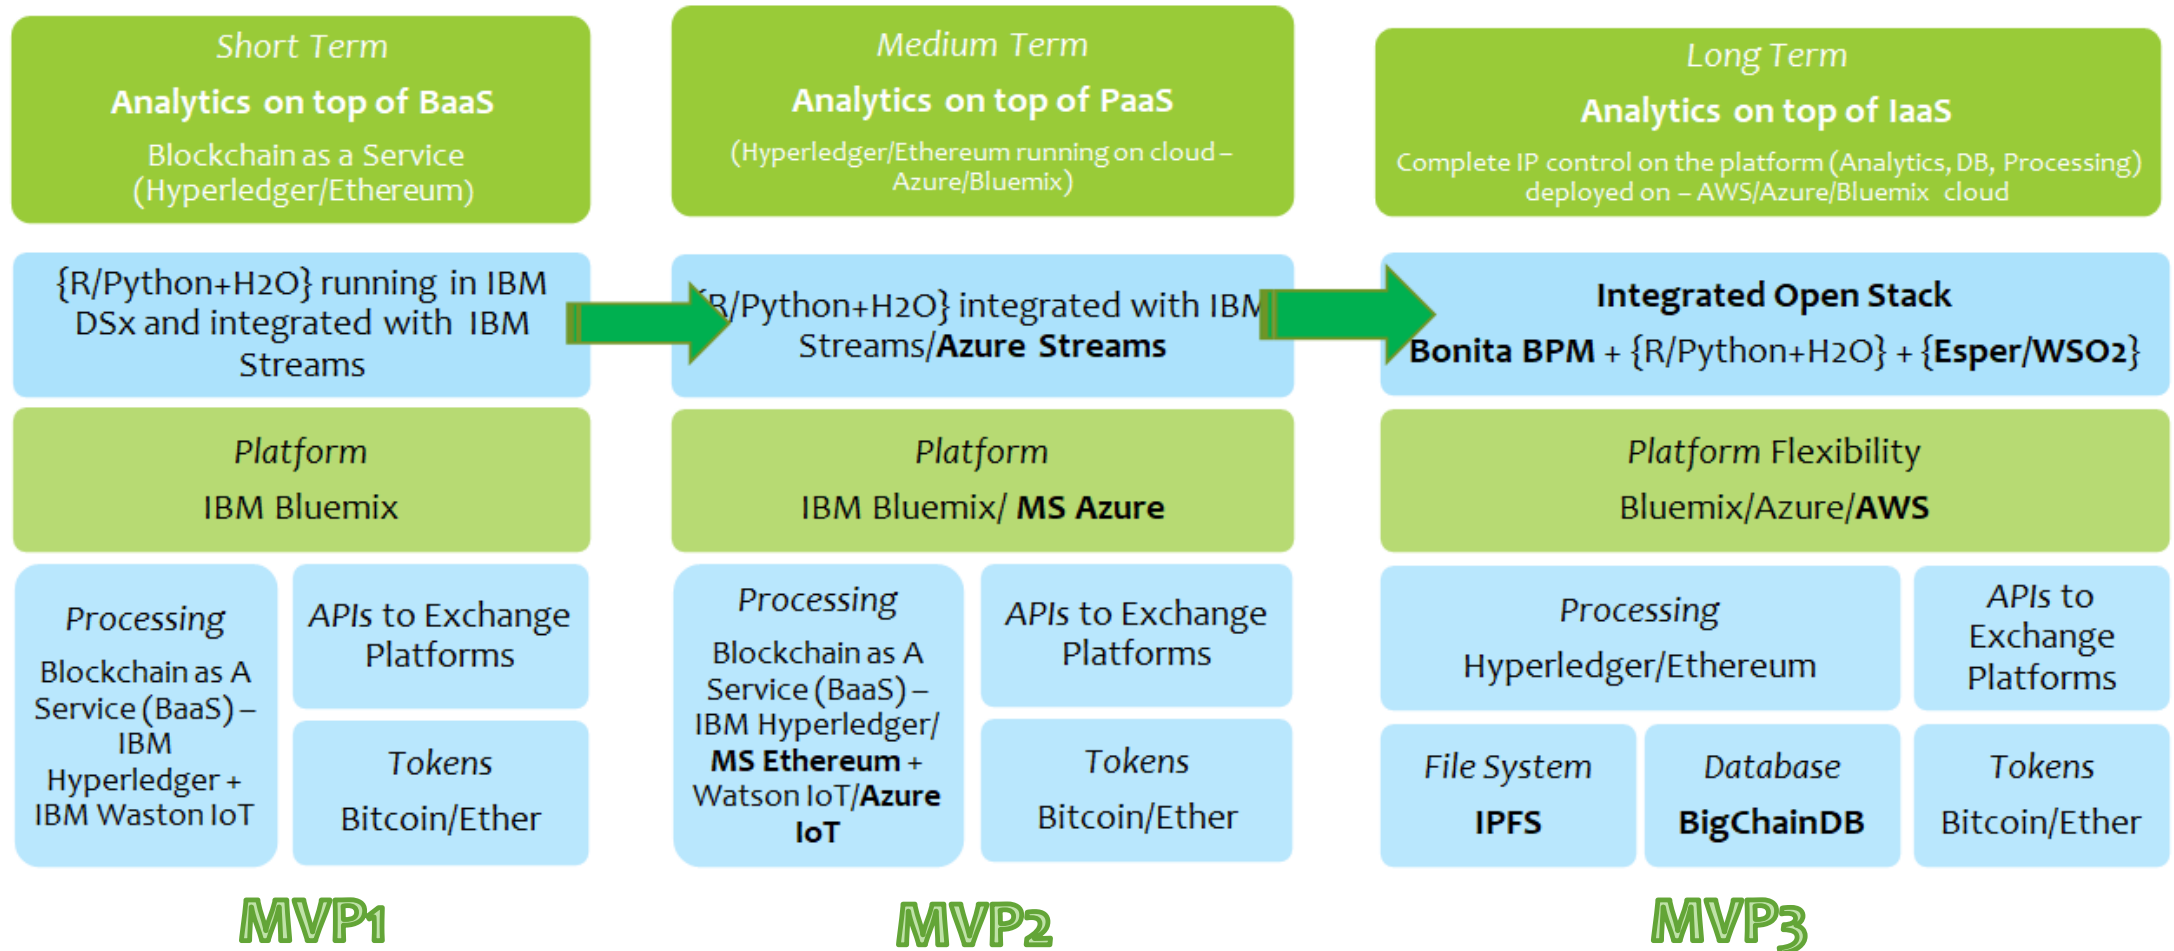 Short Term
Analytics on top of BaaS
Blockchain as a Service
(Hyperledger/Ethereum)
{R/Python+H2O} running in IBM
DSx and integrated with IBM
Streams
Platform
IBM Bluemix
Processing
Blockchain as A
Service (BaaS) –
IBM
Hyperledger +
IBM Waston IoT
APIs to Exchange
Platforms
Tokens
Bitcoin/Ether
MVP1
Medium Term
Analytics on top of PaaS
(Hyperledger/Ethereum running on cloud –
Azure/Bluemix)
{R/Python+H2O} integrated with IBM
Streams/Azure Streams
Platform
IBM Bluemix/ MS Azure
Processing
Blockchain as A
Service (BaaS) –
IBM Hyperledger/
MS Ethereum +
Watson IoT/Azure
IoT
APIs to Exchange
Platforms
Tokens
Bitcoin/Ether
MVP2
Long Term
Analytics on top of IaaS
Complete IP control on the platform (Analytics, DB, Processing)
deployed on – AWS/Azure/Bluemix cloud
Integrated Open Stack
Bonita BPM + {R/Python+H2O} + {Esper/WSO2}
Platform Flexibility
Bluemix/Azure/AWS
Processing
Hyperledger/Ethereum
APIs to
Exchange
Platforms
File System
IPFS
Database
BigChainDB
Tokens
Bitcoin/Ether
MVP3